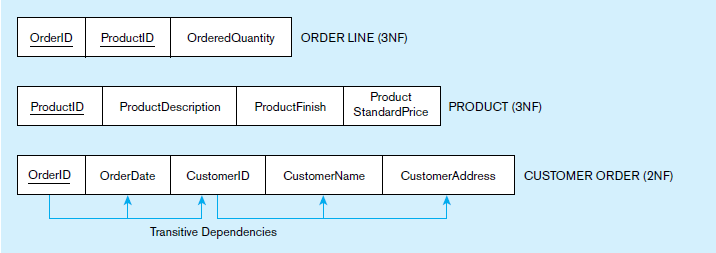 OrderID ProductID OrderedQuantity ORDER LINE (3NF)
ProductID ProductDescription ProductFinish Product StandardPrice PRODUCT (3NF)
OrderID OrderDate CustomerID CustomerName CustomerAddress CUSTOMER ORDER (2NF)
Transitive Dependencies